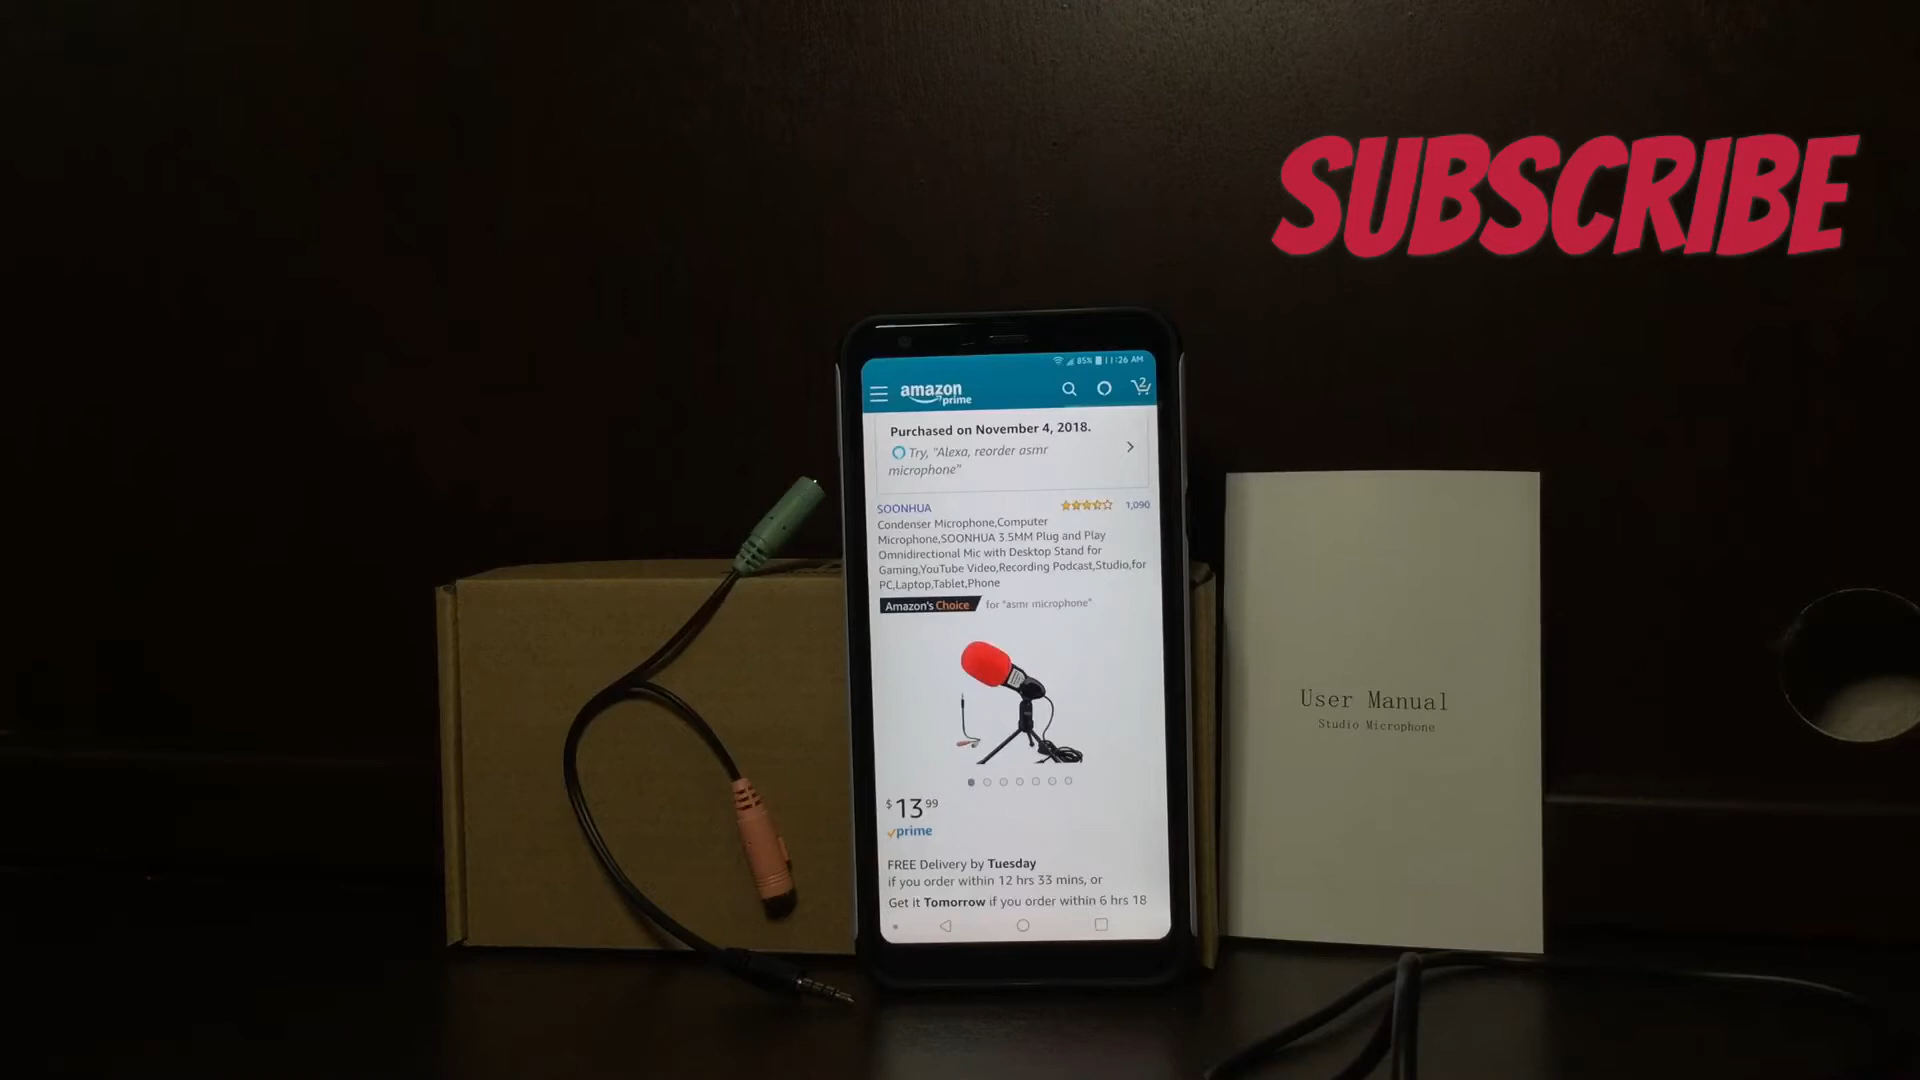 SUBSCRIBE
85% 11:26 AM
amazon
prime
2
Purchased on November 4, 2018.
Try, "Alexa, reorder asmr
microphone"
SOONHUA
1,090
Condenser Microphone,Computer
Microphone,SOONHUA 3.5MM Plug and Play
Omnidirectional Mic with Desktop Stand for
Gaming,YouTube Video,Recording Podcast,Studio,for
PC,Laptop,Tablet,Phone
Amazon's Choice for "asmr microphone"
$13 99
prime
FREE Delivery by Tuesday
if you order within 12 hrs 33 mins, or
Get it Tomorrow if you order within 6 hrs 18
User Manual
Studio Microphone